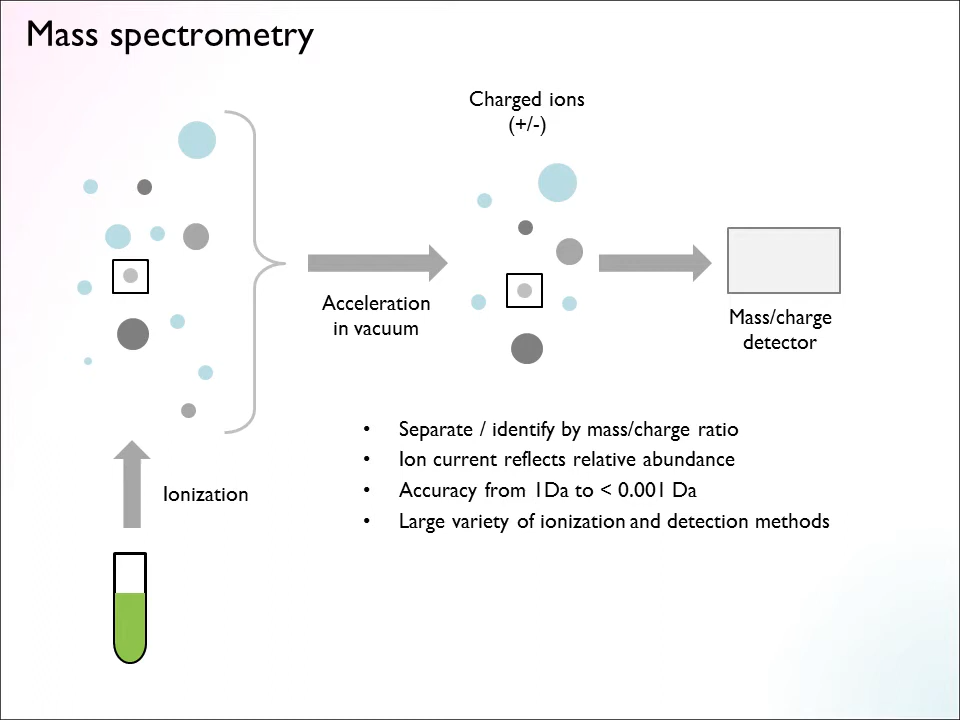 Mass spectrometry
Charged ions
(+/-)
Acceleration
in vacuum
Mass/charge
detector
Ionization
• Separate / identify by mass/charge ratio
• Ion current reflects relative abundance
• Accuracy from 1Da to < 0.001 Da
• Large variety of ionization and detection methods